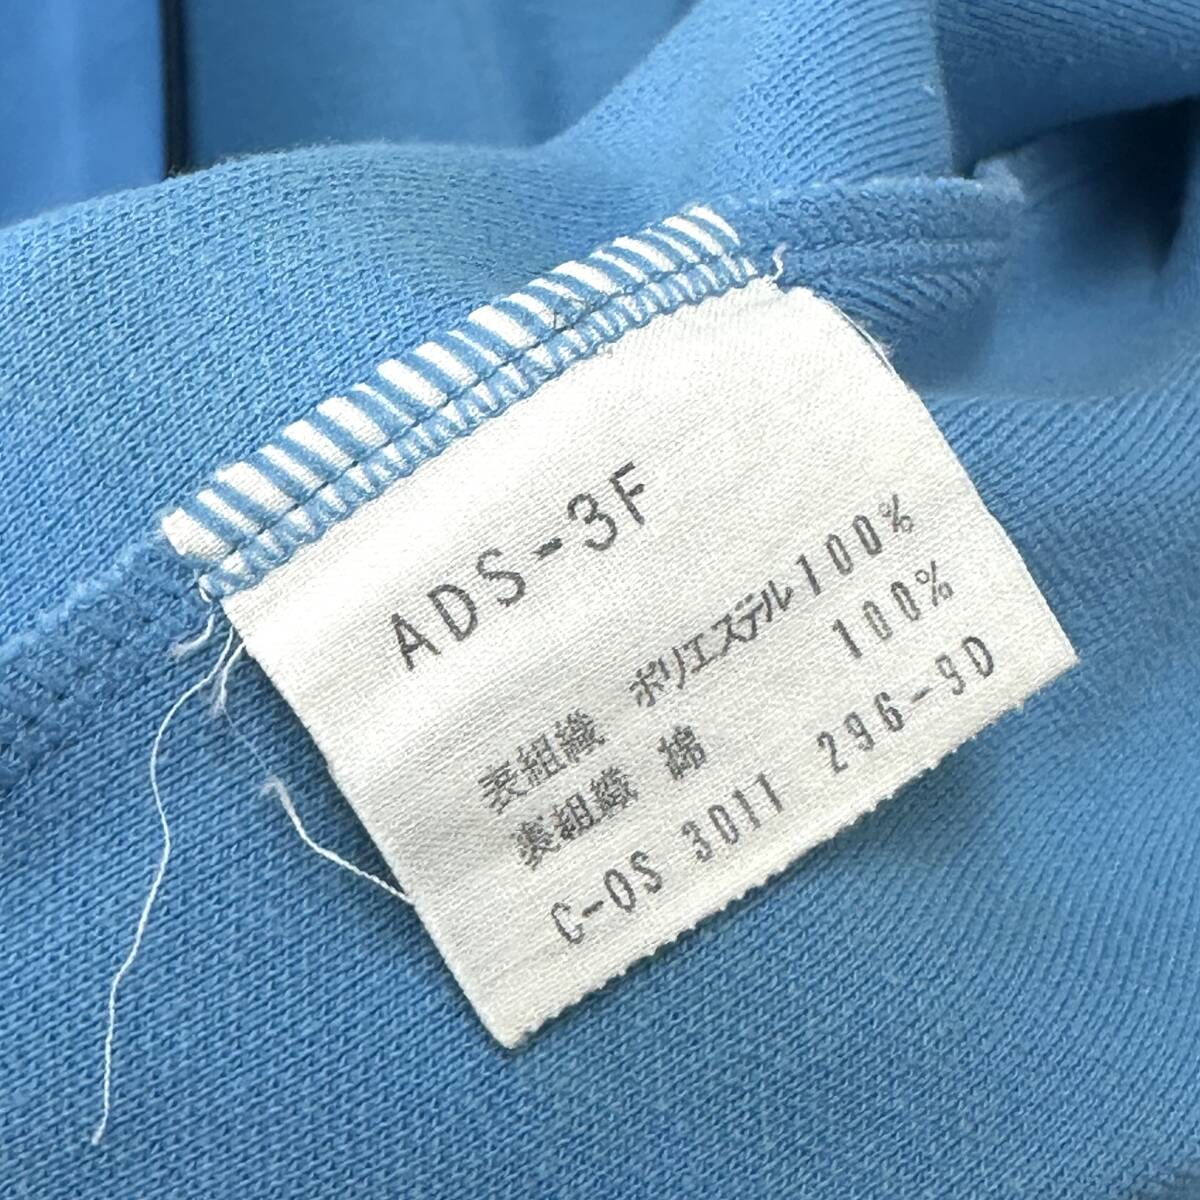 ADS-3F
表組織 ポリエステル100%
裏組織 綿 100%
C-OS 3011 296-9D